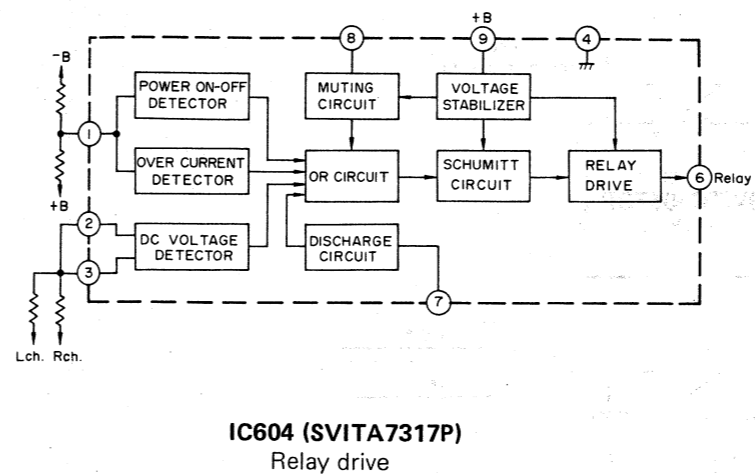 8
+B
9
4
−B
POWER ON-OFF
DETECTOR
MUTING
CIRCUIT
VOLTAGE
STABILIZER
1
OVER CURRENT
DETECTOR
OR CIRCUIT
SCHUMITT
CIRCUIT
RELAY
DRIVE
6 Relay
+B
2
DC VOLTAGE
DETECTOR
DISCHARGE
CIRCUIT
3
7
Lch. Rch.
IC604 (SVITA7317P)
Relay drive